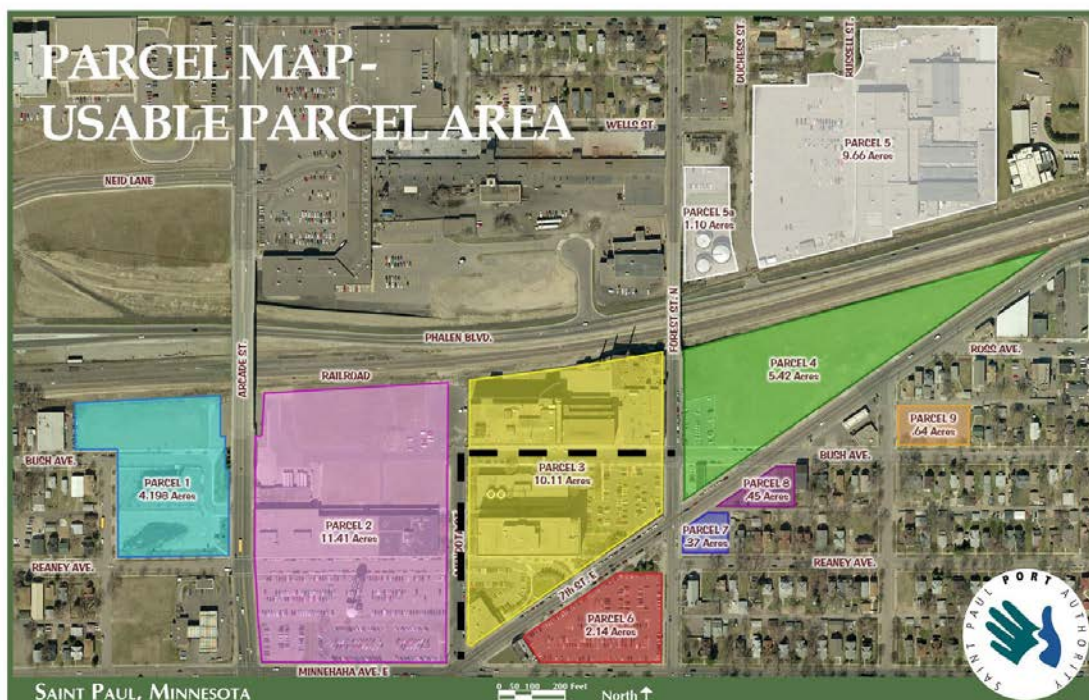 PARCEL MAP -
USABLE PARCEL AREA
DUCHESS ST.
RUSSELL ST.
WELLS ST.
PARCEL 5
9.66 Acres
NEID LANE
PARCEL 5a
1.10 Acres
ARCADE ST.
PHALEN BLVD.
FOREST ST. N
RAILROAD
ROSS AVE.
PARCEL 4
5.42 Acres
PARCEL 9
.64 Acres
BUSH AVE.
BUSH AVE.
PARCEL 1
4.198 Acres
PARCEL 3
10.11 Acres
PARCEL 8
.45 Acres
PARCEL 2
11.41 Acres
PARCEL 7
.37 Acres
REANEY AVE.
REANEY AVE.
7th ST. E
PARCEL 6
2.14 Acres
MINNEHAHA AVE. E
SAINT PAUL PORT AUTHORITY
SAINT PAUL, MINNESOTA
0 50 100 200 Feet
North